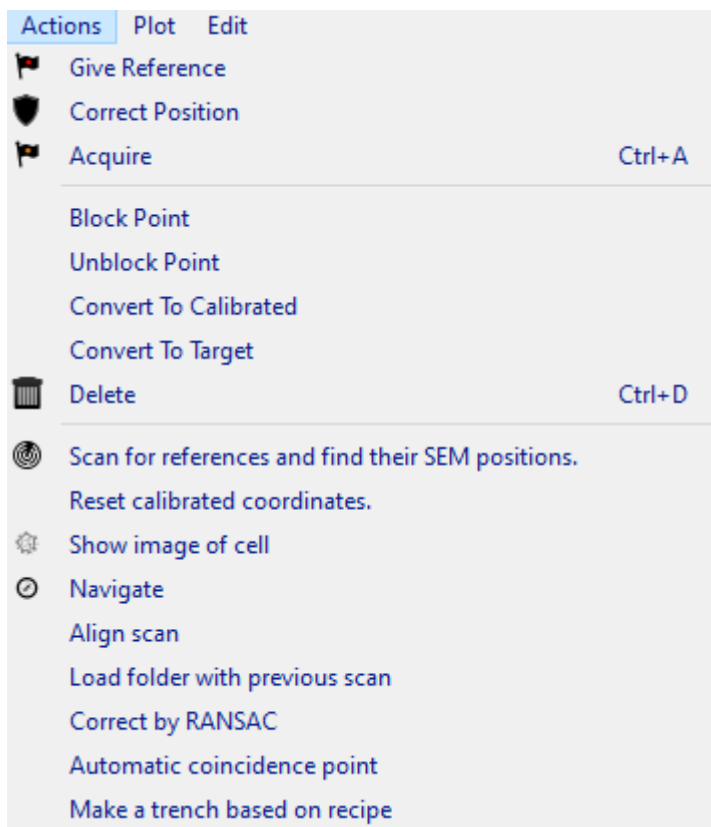 Actions Plot Edit
Give Reference
Correct Position
Acquire Ctrl+A
Block Point
Unblock Point
Convert To Calibrated
Convert To Target
Delete Ctrl+D
Scan for references and find their SEM positions.
Reset calibrated coordinates.
Show image of cell
Navigate
Align scan
Load folder with previous scan
Correct by RANSAC
Automatic coincidence point
Make a trench based on recipe